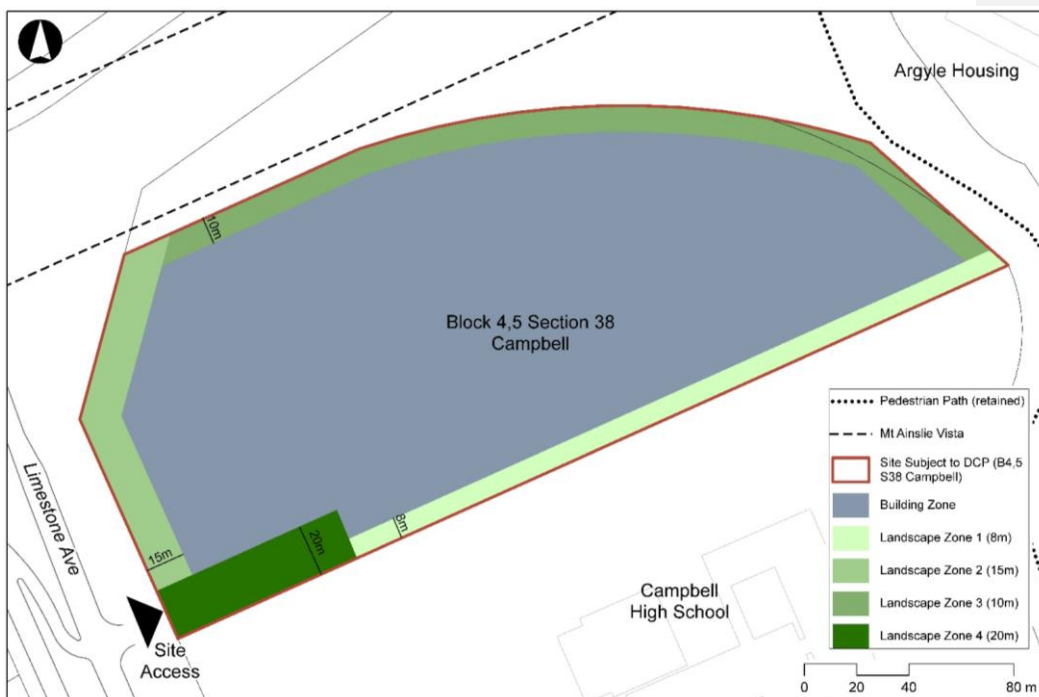 Argyle Housing
10m
Block 4,5 Section 38
Campbell
Limestone Ave
15m
20m
8m
Site
Access
Campbell
High School
Pedestrian Path (retained)
Mt Ainslie Vista
Site Subject to DCP (B4,5
S38 Campbell)
Building Zone
Landscape Zone 1 (8m)
Landscape Zone 2 (15m)
Landscape Zone 3 (10m)
Landscape Zone 4 (20m)
0 20 40 80 m